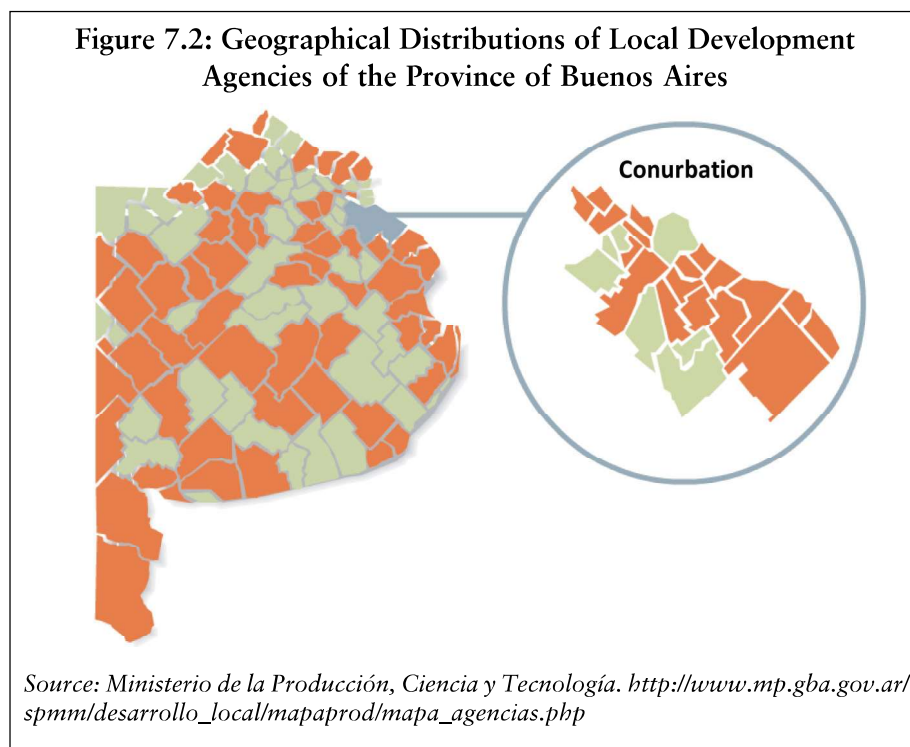 Figure 7.2: Geographical Distributions of Local Development
Agencies of the Province of Buenos Aires
Conurbation
Source: Ministerio de la Producción, Ciencia y Tecnología. http://www.mp.gba.gov.ar/
spmm/desarrollo_local/mapaprod/mapa_agencias.php